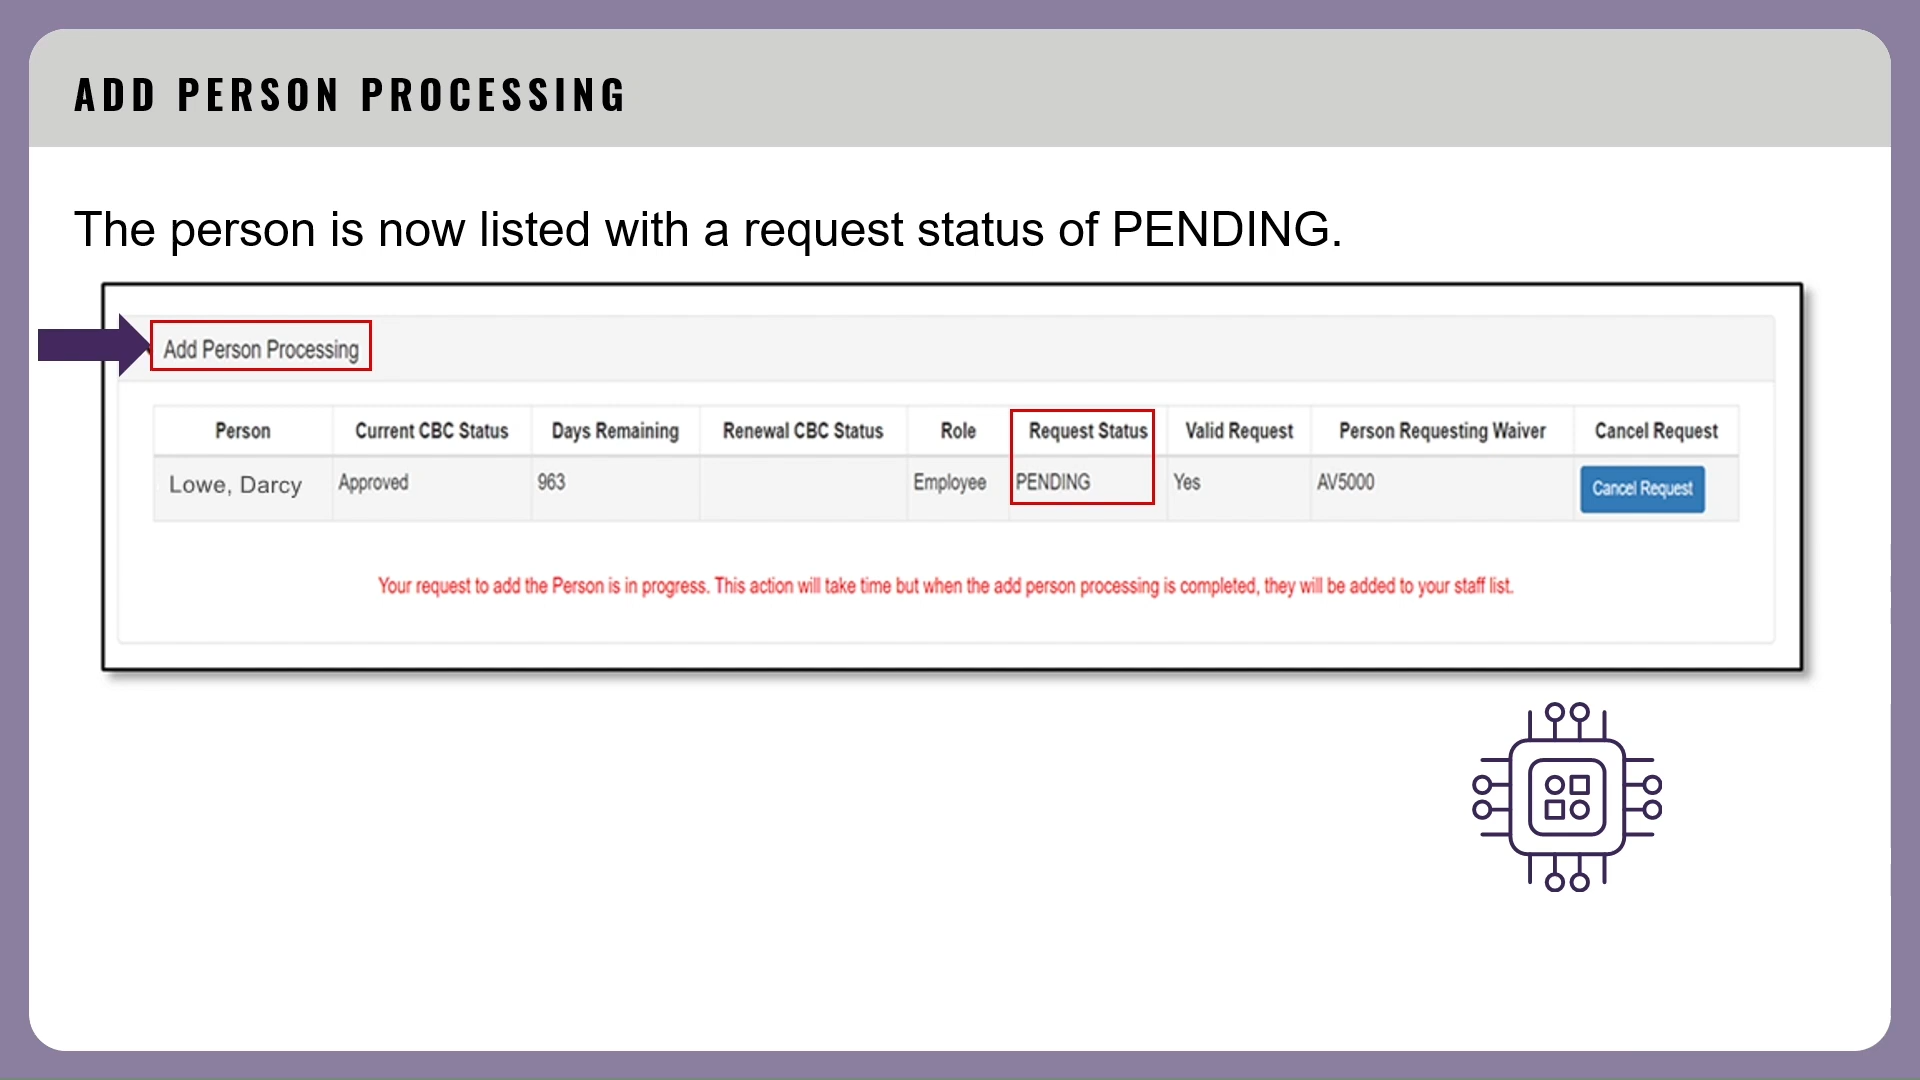 ADD PERSON PROCESSING
The person is now listed with a request status of PENDING.
Add Person Processing
Person Current CBC Status Days Remaining Renewal CBC Status Role Request Status Valid Request Person Requesting Waiver Cancel Request
Lowe, Darcy Approved 963 Employee PENDING Yes AV5000 Cancel Request
Your request to add the Person is in progress. This action will take time but when the add person processing is completed, they will be added to your staff list.